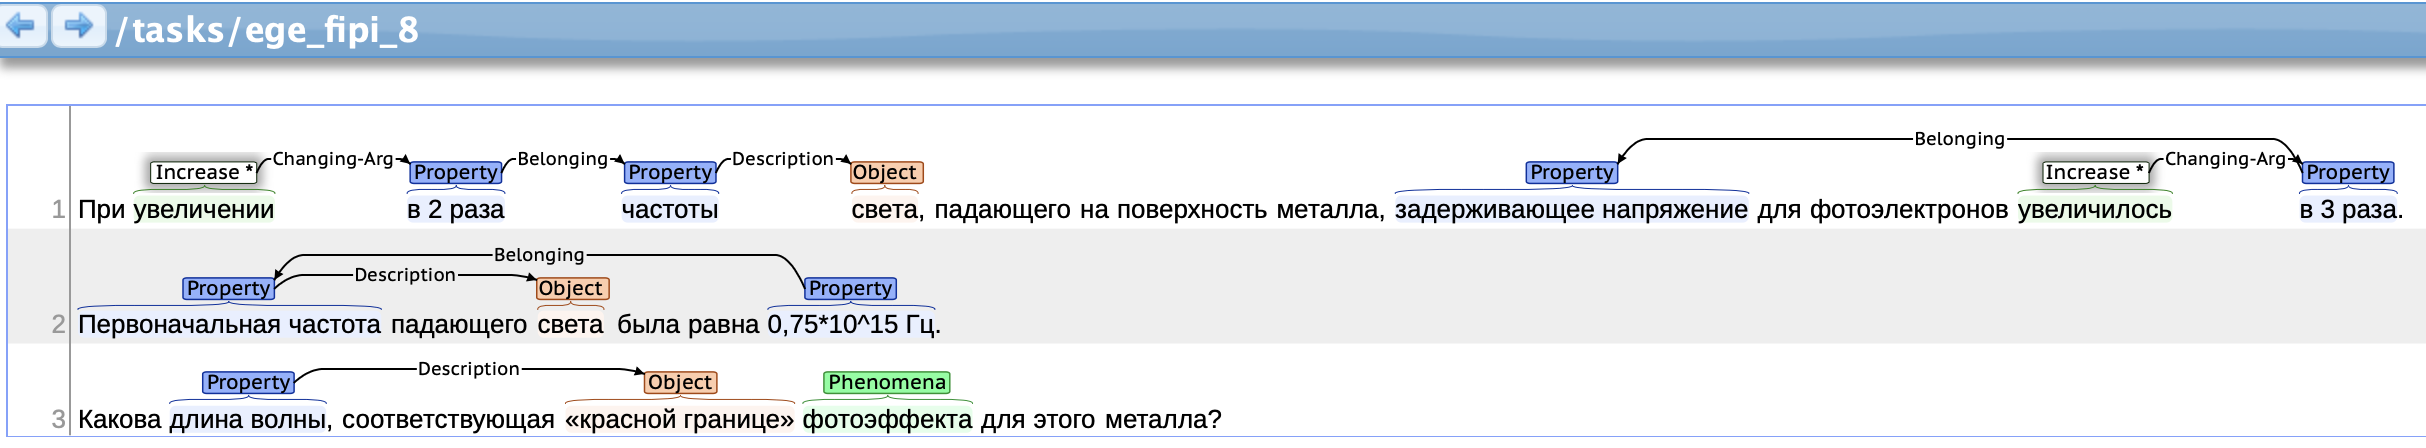 /tasks/ege_fipi_8
Increase * Changing-Arg Property Belonging Property Description Object Property Belonging Increase * Changing-Arg Property
1 При увеличении в 2 раза частоты света, падающего на поверхность металла, задерживающее напряжение для фотоэлектронов увеличилось в 3 раза.
Belonging
Property Description Object Property
2 Первоначальная частота падающего света была равна 0,75*10^15 Гц.
Property Description Object Phenomena
3 Какова длина волны, соответствующая «красной границе» фотоэффекта для этого металла?